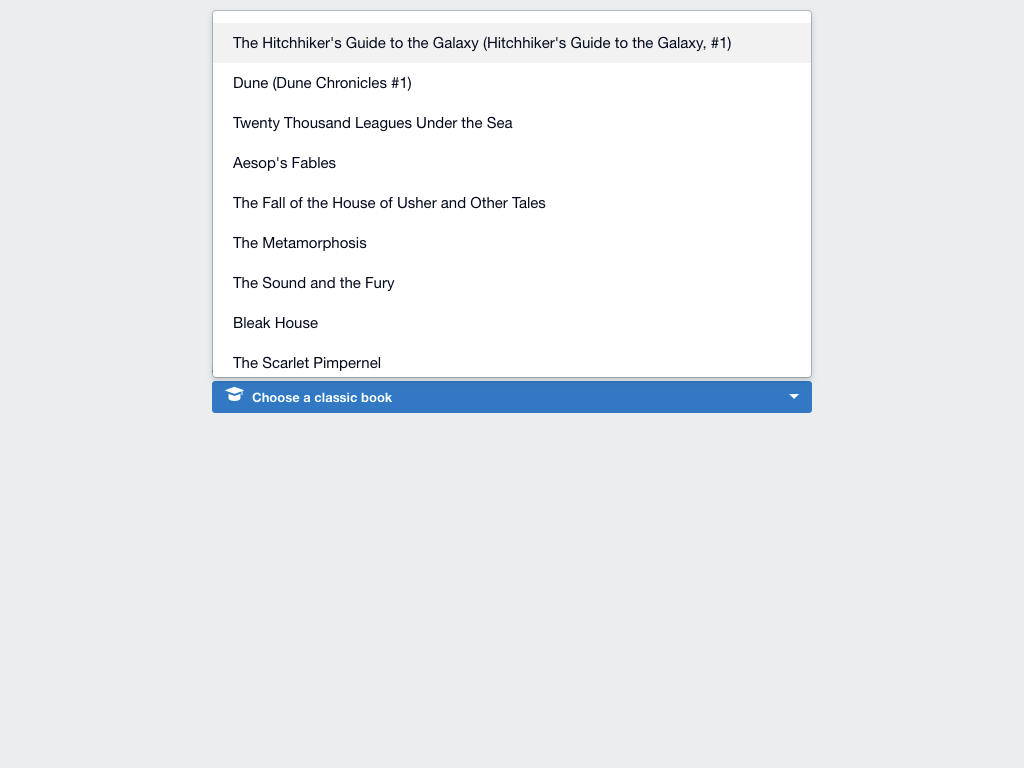 The Hitchhiker's Guide to the Galaxy (Hitchhiker's Guide to the Galaxy, #1)
Dune (Dune Chronicles #1)
Twenty Thousand Leagues Under the Sea
Aesop's Fables
The Fall of the House of Usher and Other Tales
The Metamorphosis
The Sound and the Fury
Bleak House
The Scarlet Pimpernel
Choose a classic book